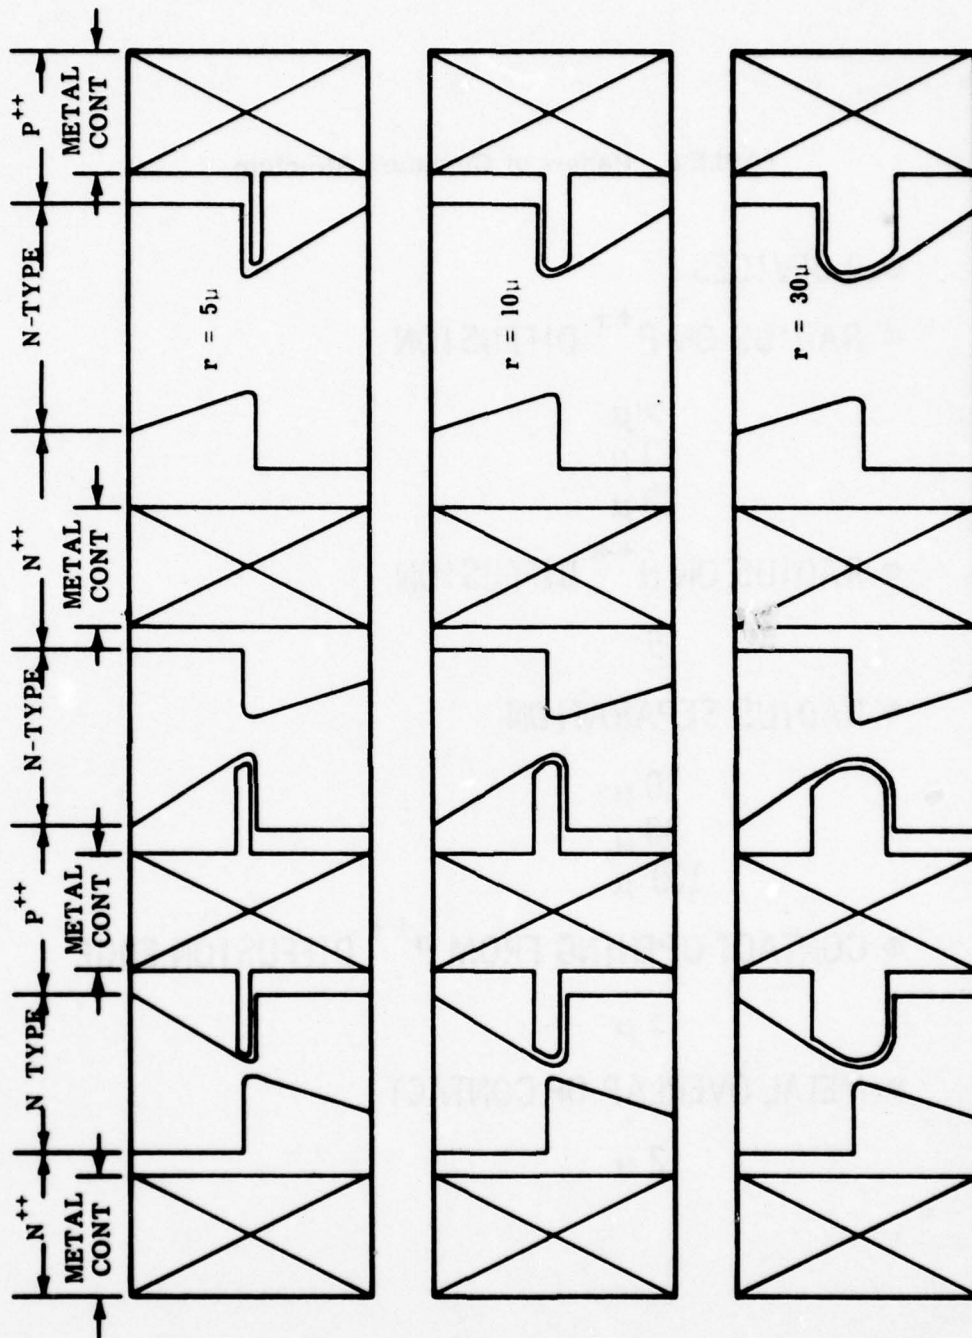 N++
N TYPE
P++
N-TYPE
N++
N-TYPE
P++
METAL
CONT
METAL
CONT
METAL
CONT
METAL
CONT
r = 5μ
r = 10μ
r = 30μ